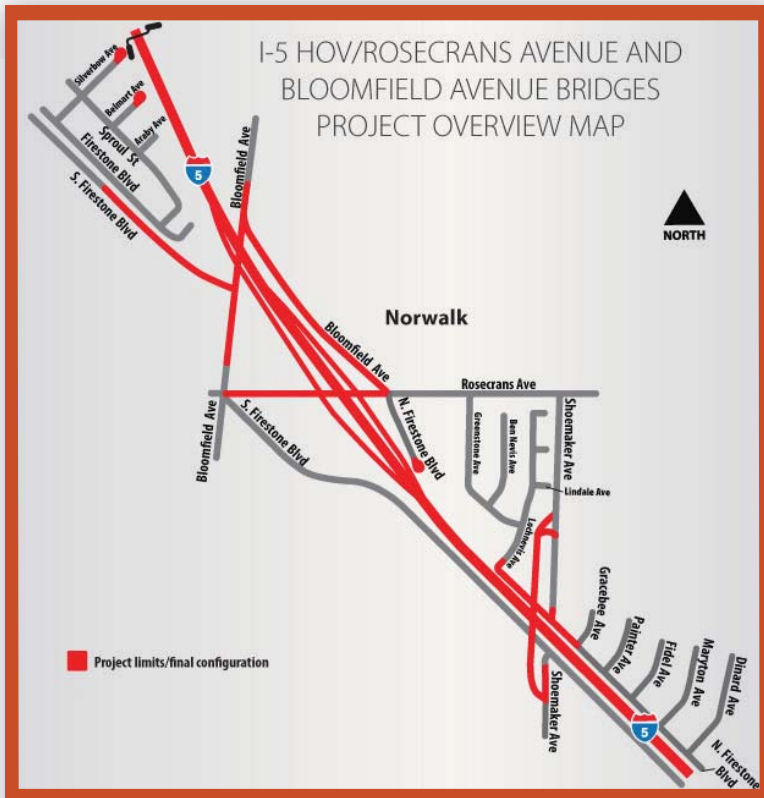 I-5 HOV/ROSECRANS AVENUE AND
BLOOMFIELD AVENUE BRIDGES
PROJECT OVERVIEW MAP
Silverbow Ave
Belmart Ave
Araby Ave
Sproul St
Firestone Blvd
S. Firestone Blvd
5
Bloomfield Ave
NORTH
Norwalk
Bloomfield Ave
Rosecrans Ave
Bloomfield Ave
S. Firestone Blvd
N. Firestone Blvd
Greenstone Ave
Ben Nevis Ave
Shoemaker Ave
Lindale Ave
Lochnevis Ave
Gracebee Ave
Painter Ave
Fidel Ave
Maryton Ave
Dinard Ave
Project limits/final configuration
Shoemaker Ave
5
N. Firestone
Blvd